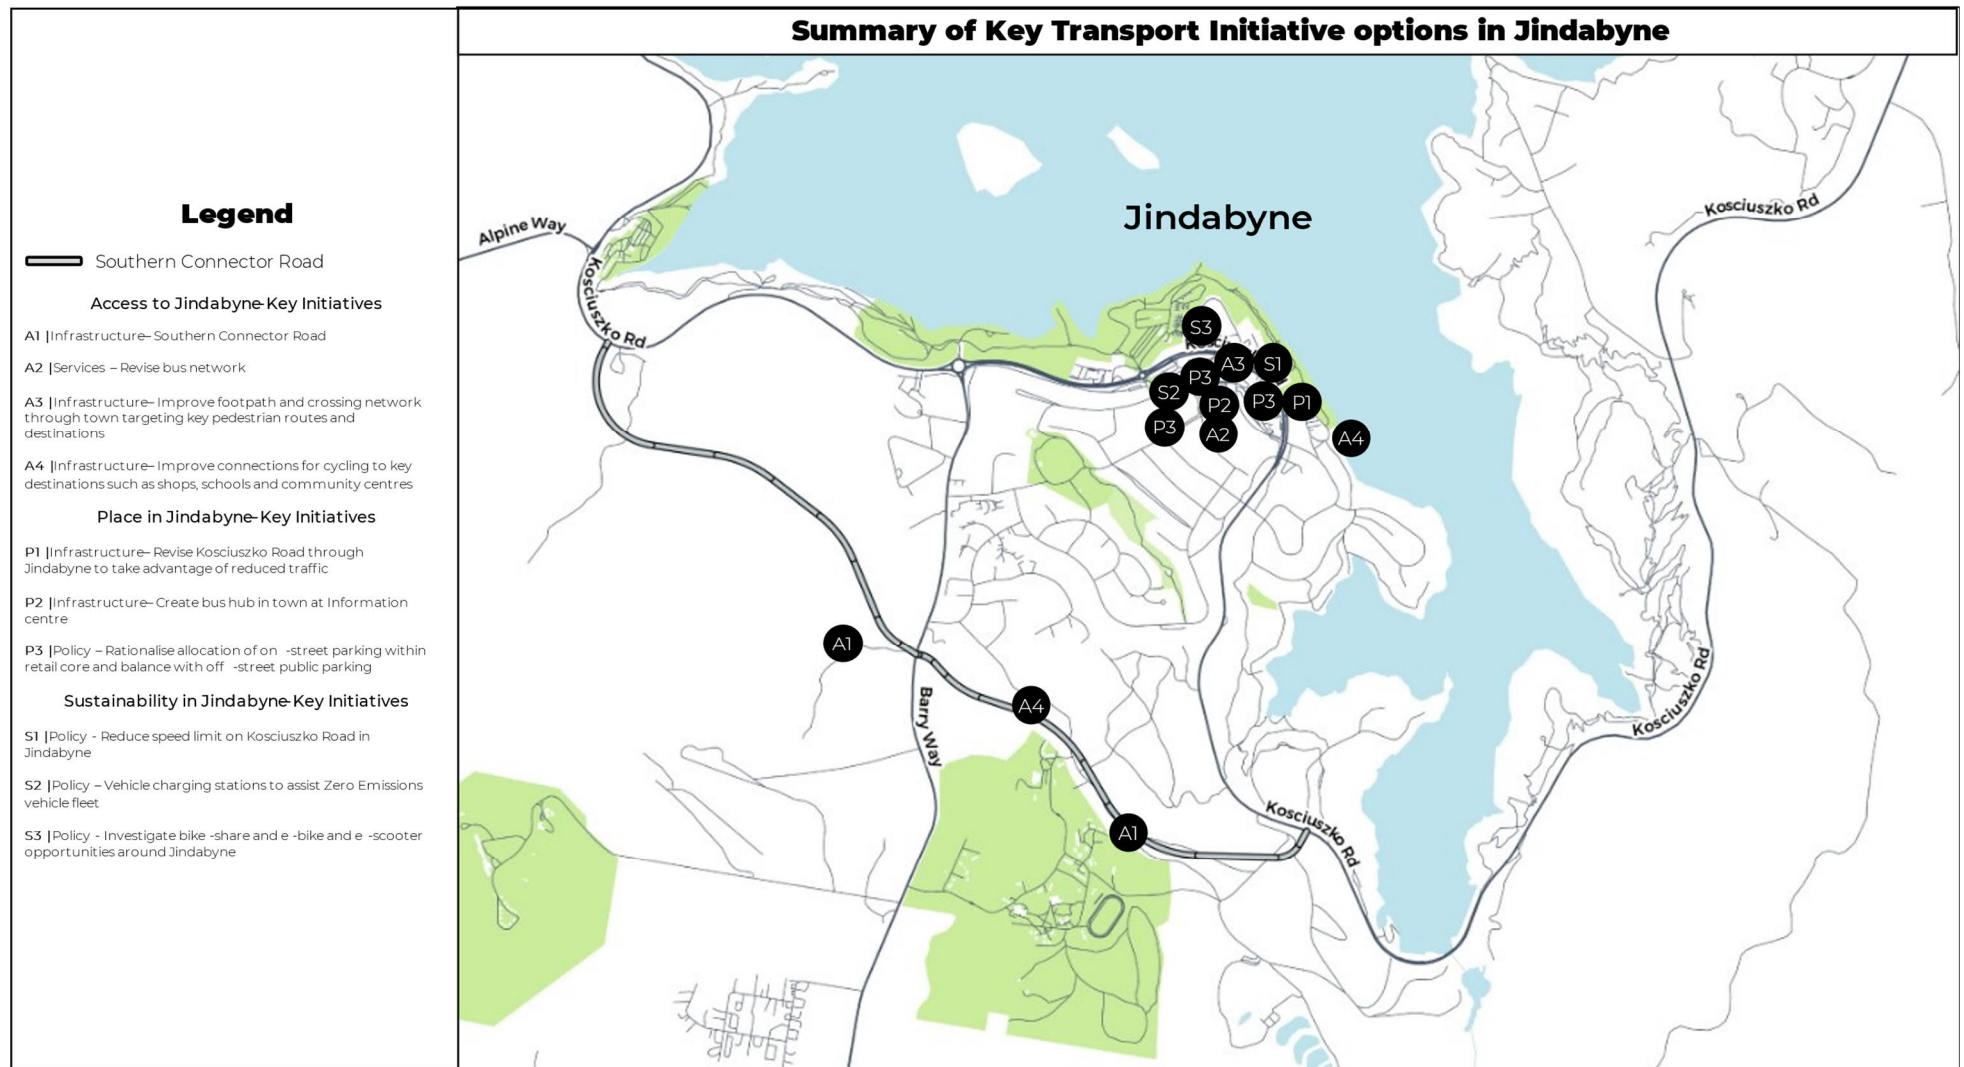 Summary of Key Transport Initiative options in Jindabyne
Legend
Southern Connector Road
Access to Jindabyne-Key Initiatives
A1 |Infrastructure– Southern Connector Road
A2 |Services – Revise bus network
A3 |Infrastructure– Improve footpath and crossing network
through town targeting key pedestrian routes and
destinations
A4 |Infrastructure– Improve connections for cycling to key
destinations such as shops, schools and community centres
Place in Jindabyne-Key Initiatives
P1 |Infrastructure– Revise Kosciuszko Road through
Jindabyne to take advantage of reduced traffic
P2 |Infrastructure– Create bus hub in town at Information
centre
P3 |Policy – Rationalise allocation of on -street parking within
retail core and balance with off -street public parking
Sustainability in Jindabyne-Key Initiatives
S1 |Policy - Reduce speed limit on Kosciuszko Road in
Jindabyne
S2 |Policy – Vehicle charging stations to assist Zero Emissions
vehicle fleet
S3 |Policy - Investigate bike -share and e -bike and e -scooter
opportunities around Jindabyne
Jindabyne
Alpine Way
Kosciuszko Rd
Kosciuszko Rd
S3
A3
S1
P3
S2
P2
P3
P1
P3
A2
A4
A1
A4
Barry Way
A1
Kosciuszko Rd
Kosciuszko Rd